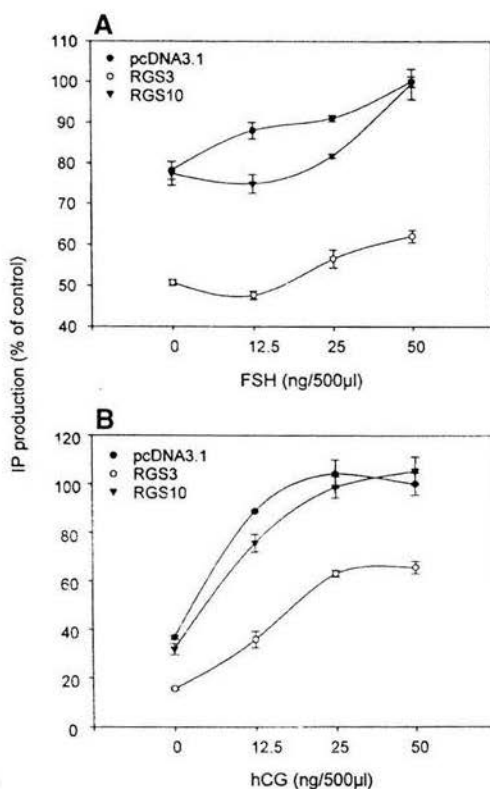 A
110
100
90
80
70
60
50
40
pcDNA3.1
RGS3
RGS10
0 12.5 25 50
FSH (ng/500µl)
IP production (% of control)
B
120
100
80
60
40
20
0
pcDNA3.1
RGS3
RGS10
0 12.5 25 50
hCG (ng/500µl)